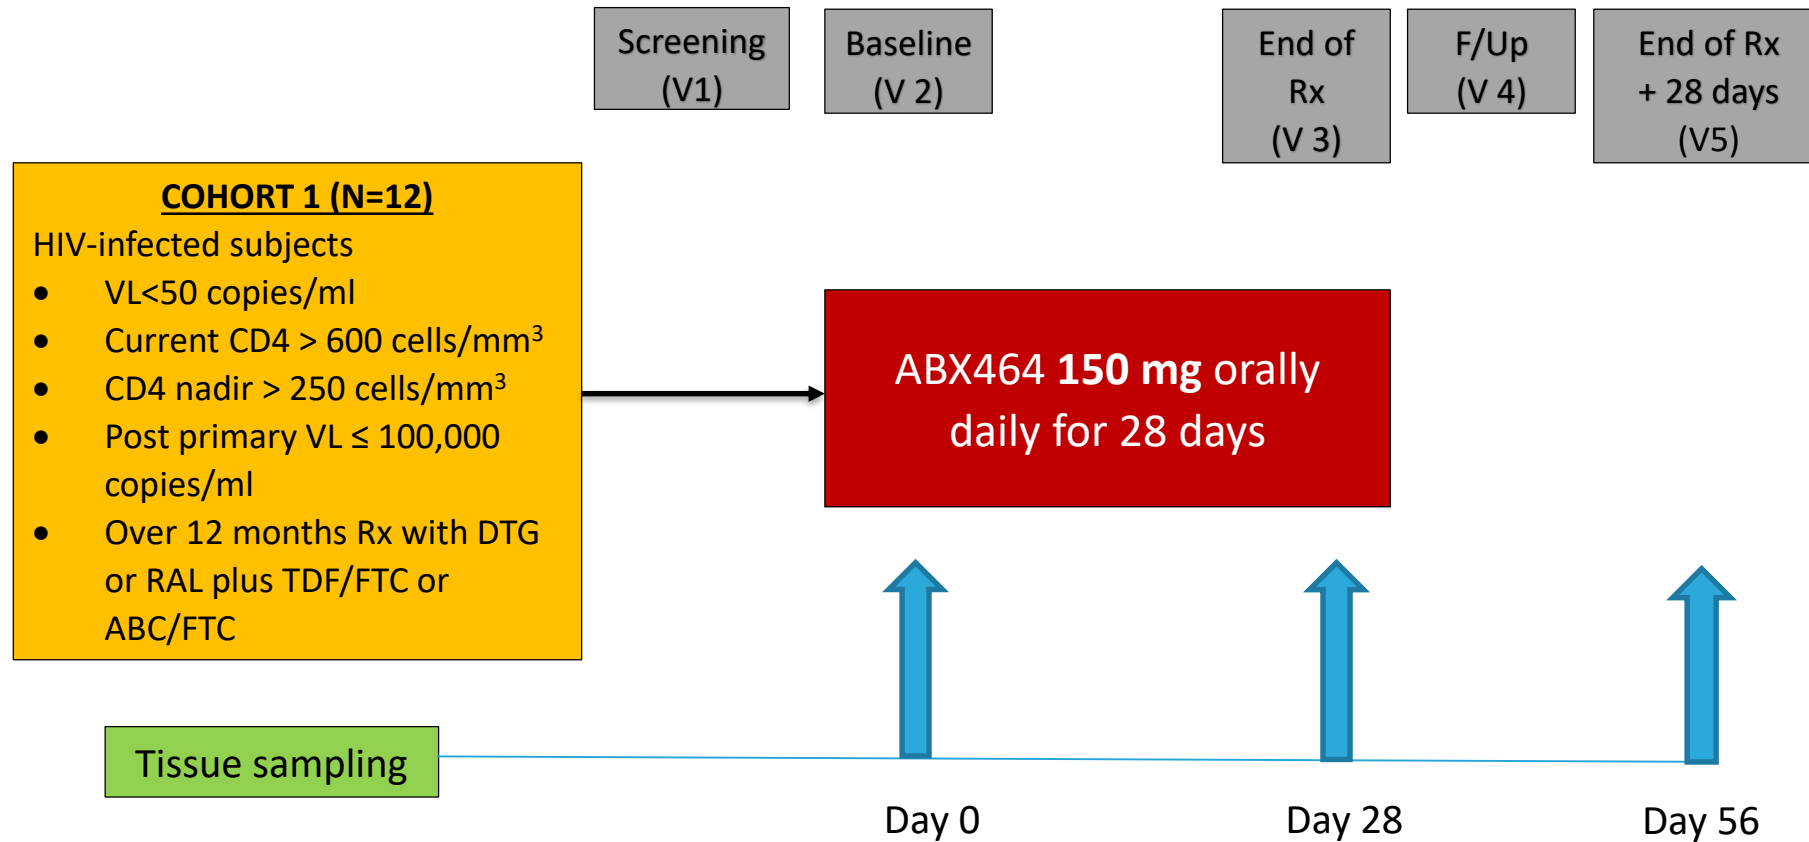 Screening
(V1)
Baseline
(V 2)
End of
Rx
(V 3)
F/Up
(V 4)
End of Rx
+ 28 days
(V5)
COHORT 1 (N=12)
HIV-infected subjects
• VL<50 copies/ml
• Current CD4 > 600 cells/mm³
• CD4 nadir > 250 cells/mm³
• Post primary VL ≤ 100,000
copies/ml
• Over 12 months Rx with DTG
or RAL plus TDF/FTC or
ABC/FTC
ABX464 150 mg orally
daily for 28 days
Tissue sampling
Day 0
Day 28
Day 56